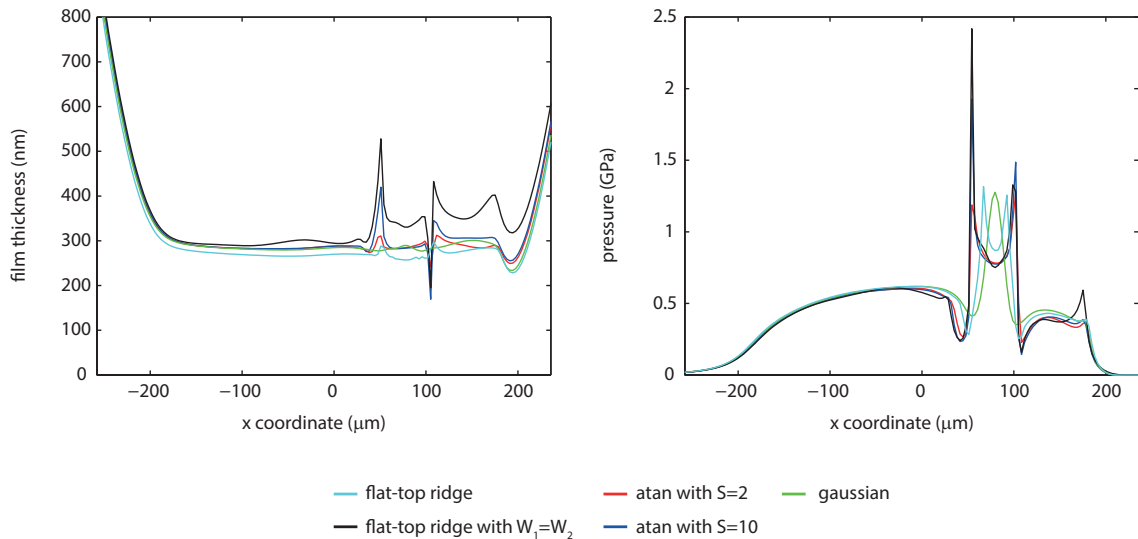 800
700
600
500
400
300
200
100
0
film thickness (nm)
−200 −100 0 100 200
x coordinate (μm)
2.5
2
1.5
1
0.5
0
pressure (GPa)
−200 −100 0 100 200
x coordinate (μm)
flat-top ridge atan with S=2 gaussian
flat-top ridge with W₁=W₂ atan with S=10